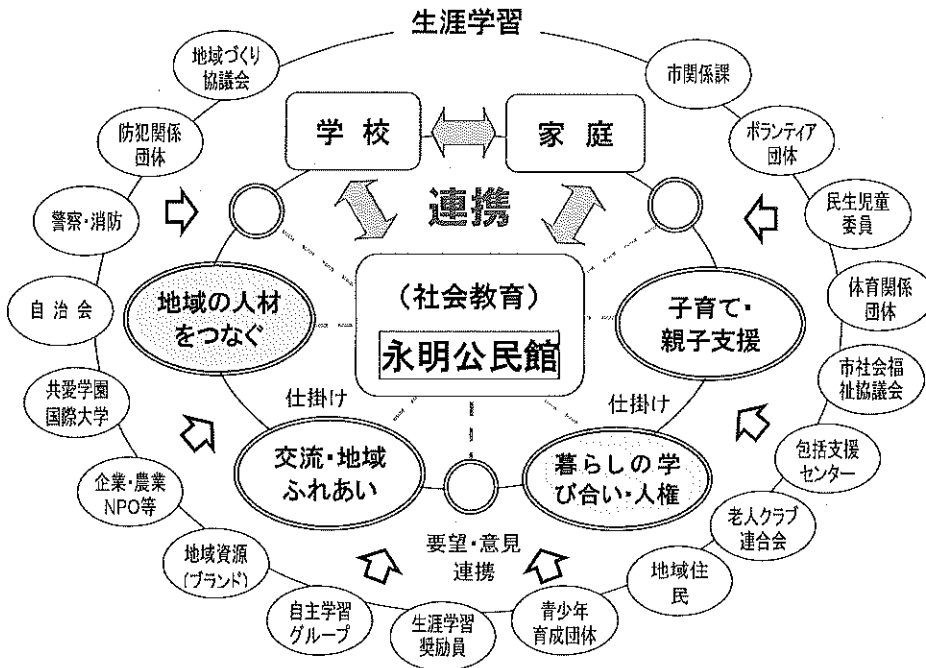 生涯学習
地域づくり
協議会
市関係課
防犯関係
団体
学校
家庭
ボランティア
団体
警察・消防
連携
民生児童
委員
自治会
地域の人材
をつなぐ
(社会教育)
永明公民館
子育て・
親子支援
体育関係
団体
共愛学園
国際大学
仕掛け
仕掛け
市社会福
祉協議会
企業・農業
NPO等
交流・地域
ふれあい
暮らしの学
び合い・人権
包括支援
センター
地域資源
(ブランド)
要望・意見
連携
老人クラブ
連合会
自主学習
グループ
生涯学習
奨励員
青少年
育成団体
地域住
民